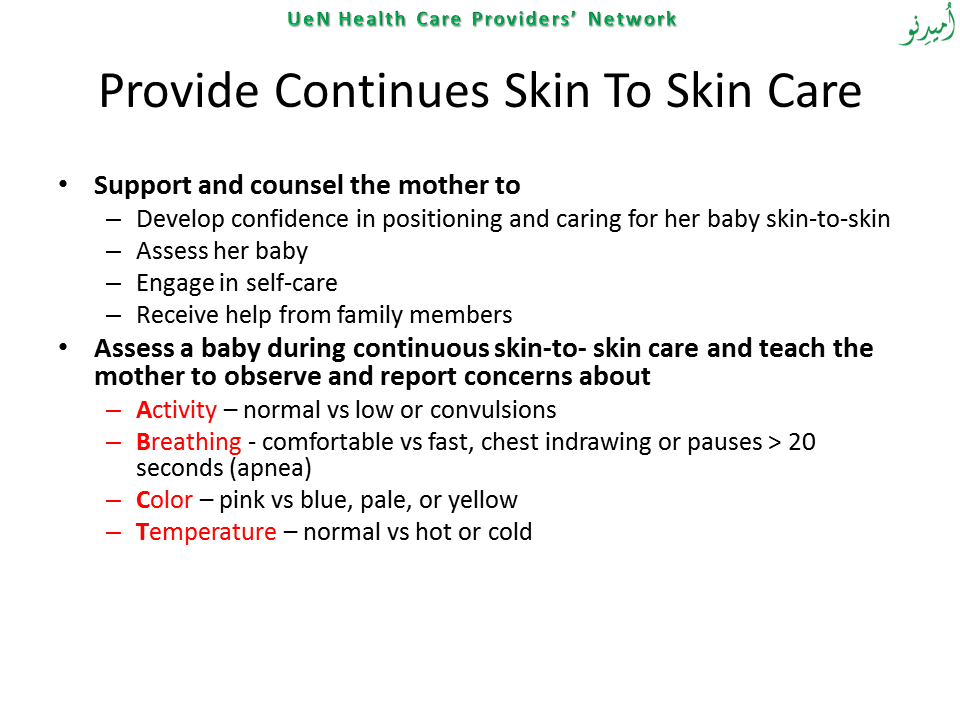 UeN Health Care Providers' Network
اُميدِنو
Provide Continues Skin To Skin Care
• Support and counsel the mother to
– Develop confidence in positioning and caring for her baby skin-to-skin
– Assess her baby
– Engage in self-care
– Receive help from family members
• Assess a baby during continuous skin-to- skin care and teach the
mother to observe and report concerns about
– Activity – normal vs low or convulsions
– Breathing - comfortable vs fast, chest indrawing or pauses > 20
seconds (apnea)
– Color – pink vs blue, pale, or yellow
– Temperature – normal vs hot or cold